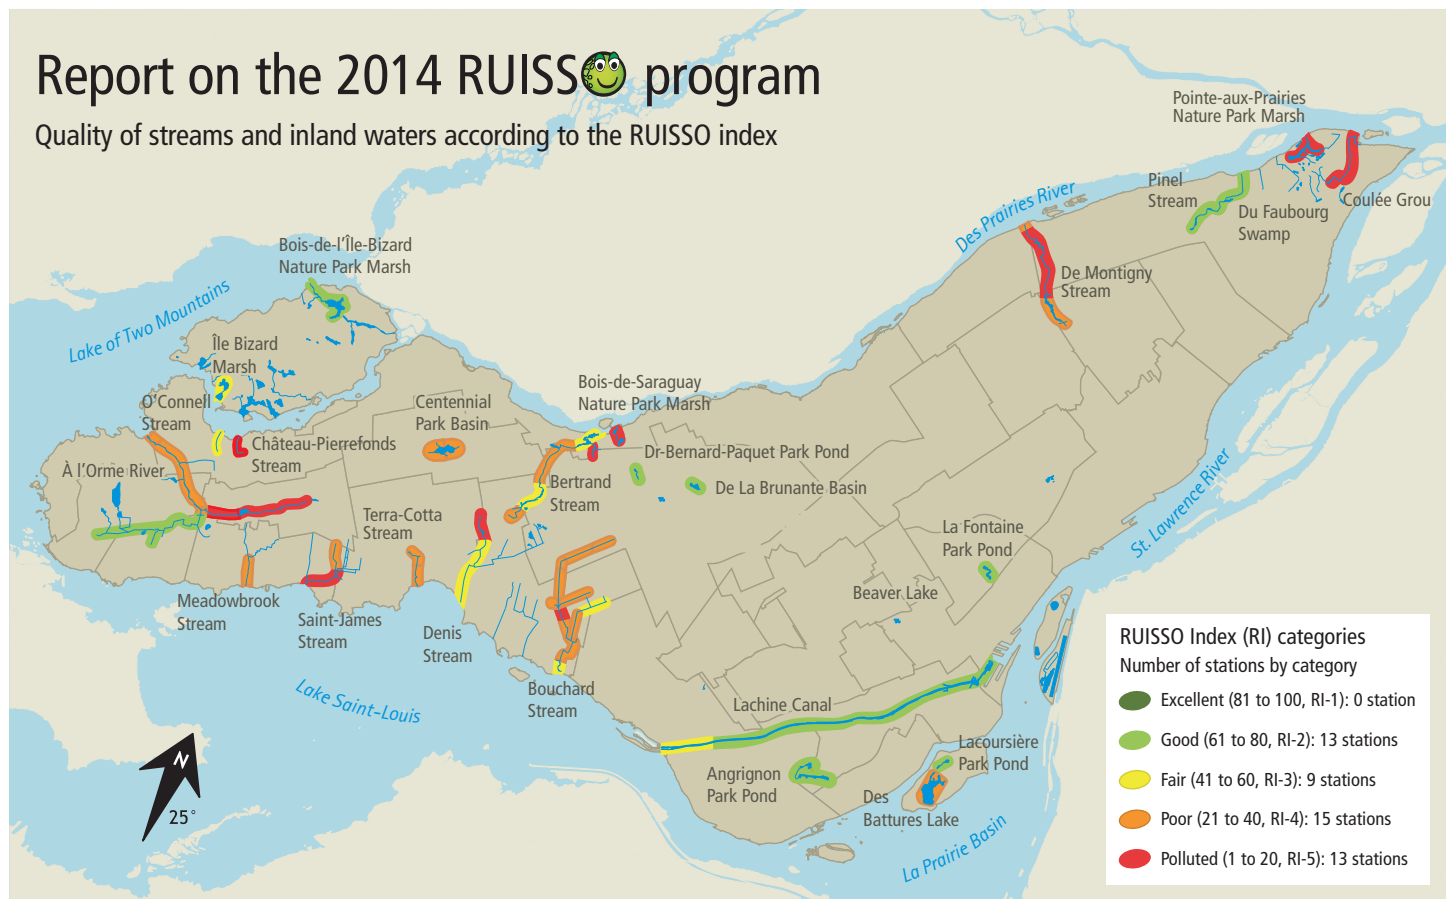 Report on the 2014 RUISSO program
Quality of streams and inland waters according to the RUISSO index
Pointe-aux-Prairies
Nature Park Marsh
Des Prairies River
Pinel
Stream
Du Faubourg
Swamp
Coulée Grou
Bois-de-l'Île-Bizard
Nature Park Marsh
De Montigny
Stream
Lake of Two Mountains
Île Bizard
Marsh
O'Connell
Stream
Centennial
Park Basin
Bois-de-Saraguay
Nature Park Marsh
Château-Pierrefonds
Stream
Dr-Bernard-Paquet Park Pond
À l'Orme River
Bertrand
Stream
De La Brunante Basin
Terra-Cotta
Stream
La Fontaine
Park Pond
St. Lawrence River
Beaver Lake
Meadowbrook
Stream
Saint-James
Stream
Denis
Stream
Bouchard
Stream
Lake Saint-Louis
Lachine Canal
Lacoursière
Park Pond
Angrignon
Park Pond
Des
Battures Lake
La Prairie Basin
N
25°
RUISSO Index (RI) categories
Number of stations by category
Excellent (81 to 100, RI-1): 0 station
Good (61 to 80, RI-2): 13 stations
Fair (41 to 60, RI-3): 9 stations
Poor (21 to 40, RI-4): 15 stations
Polluted (1 to 20, RI-5): 13 stations